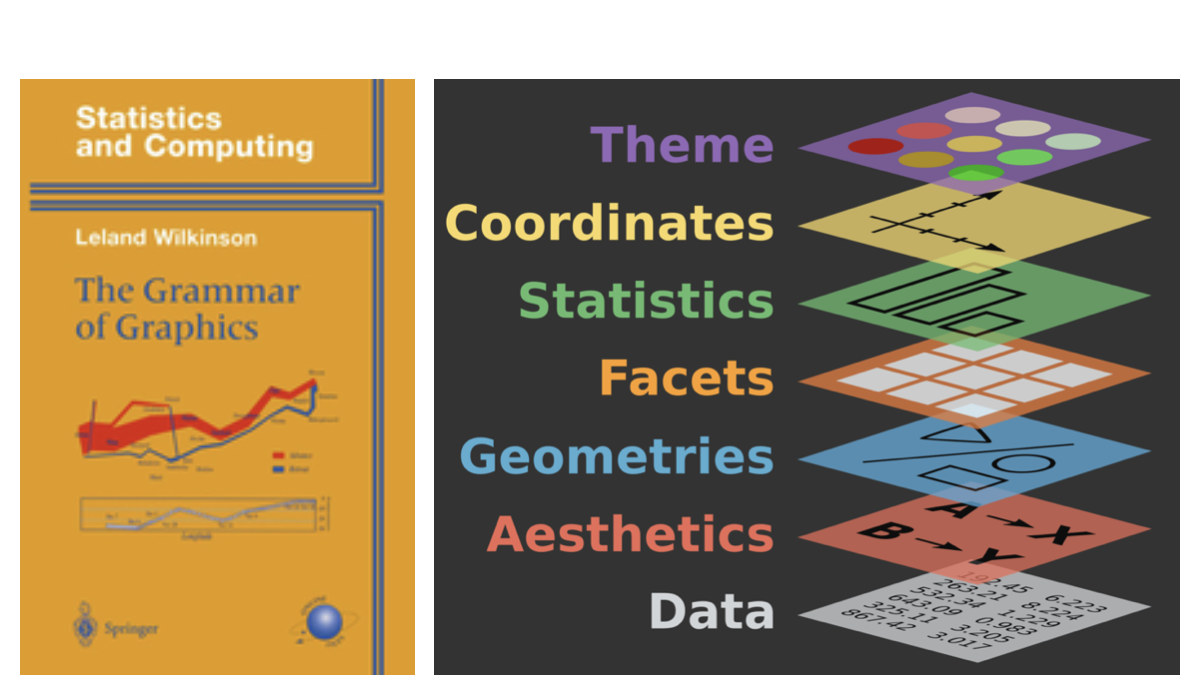 Statistics
and Computing
Leland Wilkinson
The Grammar
of Graphics
Springer
Theme
Coordinates
Statistics
Facets
Geometries
Aesthetics
A → X
B → Y
Data
192.45 6.223
263.21 8.224
532.34 1.229
643.09 0.983
325.11 3.205
867.42 3.017